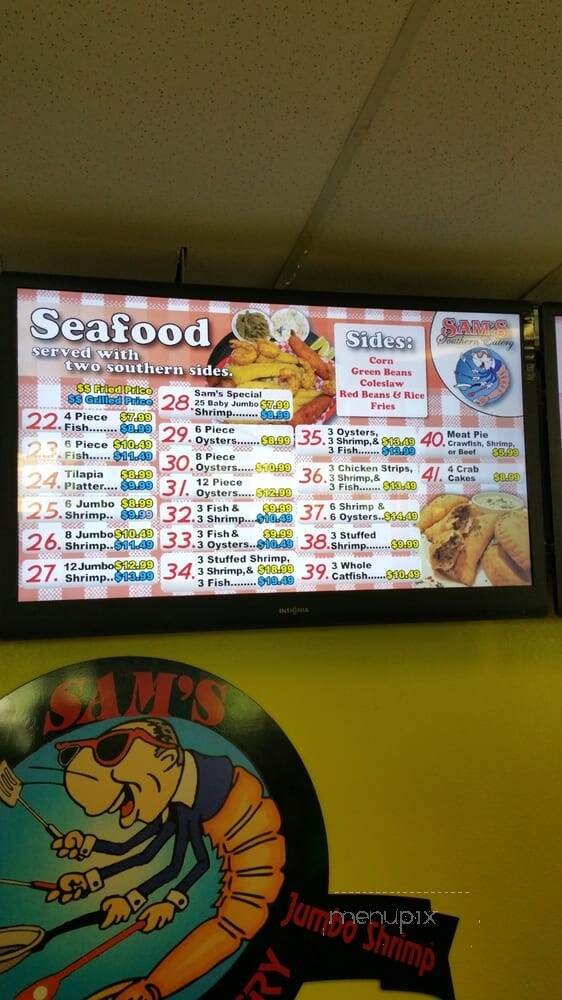 Seafood
served with
two southern sides.
$$ Fried Price
$$ Grilled Price
22. 4 Piece $7.99
Fish........ $8.99
23. 6 Piece $10.49
Fish........ $11.49
24. Tilapia $8.99
Platter... $9.99
25. 6 Jumbo $8.99
Shrimp.. $9.99
26. 8 Jumbo $10.49
Shrimp.. $11.49
27. 12 Jumbo $12.99
Shrimp.. $13.99
28. Sam's Special
25 Baby Jumbo $7.99
Shrimp......... $8.99
29. 6 Piece
Oysters..... $8.99
30. 8 Piece
Oysters.... $10.99
31. 12 Piece
Oysters.... $12.99
32. 3 Fish & $9.99
3 Shrimp... $10.49
33. 3 Fish & $9.99
3 Oysters.. $10.49
34. 3 Stuffed Shrimp,
3 Shrimp,& $18.99
3 Fish........ $19.49
Sides:
Corn
Green Beans
Coleslaw
Red Beans & Rice
Fries
35. 3 Oysters,
3 Shrimp,& $13.49
3 Fish....... $13.99
36. 3 Chicken Strips,
3 Shrimp,&
3 Fish....... $13.49
37. 6 Shrimp &
6 Oysters.. $14.49
38. 3 Stuffed
Shrimp....... $9.99
39. 3 Whole
Catfish...... $10.49
SAM'S
Southern Eatery
40. Meat Pie
Crawfish, Shrimp,
or Beef $5.99
41. 4 Crab
Cakes $8.99
INSIGNIA
SAM'S
ERY
Jumbo Shrimp
menupix